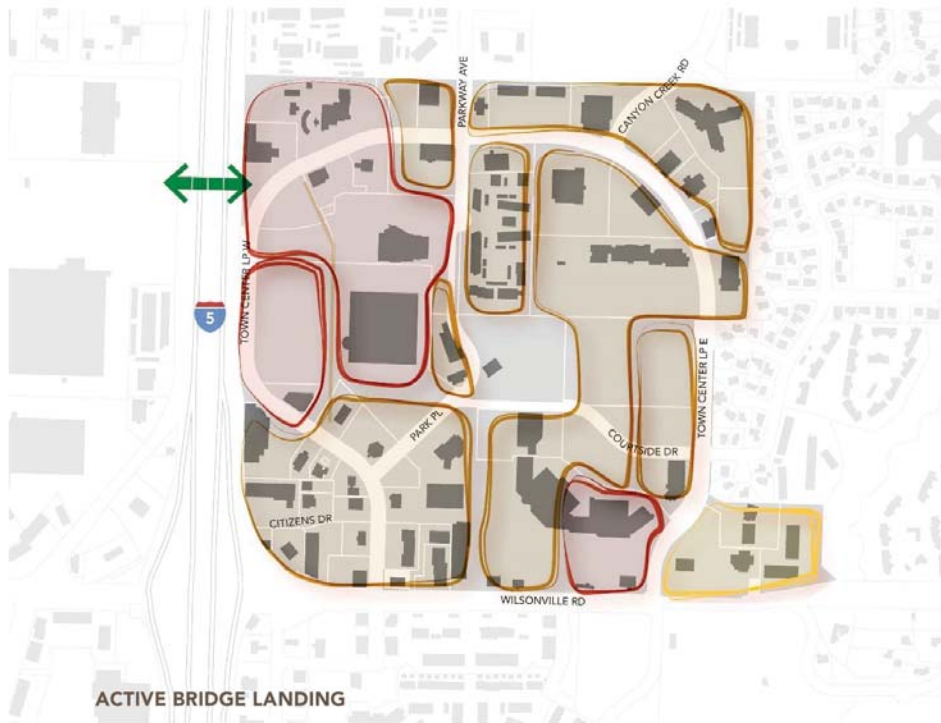 PARKWAY AVE
CANYON CREEK RD
TOWN CENTER LP W
5
TOWN CENTER LP E
PARK PL
COURTSIDE DR
CITIZENS DR
WILSONVILLE RD
ACTIVE BRIDGE LANDING